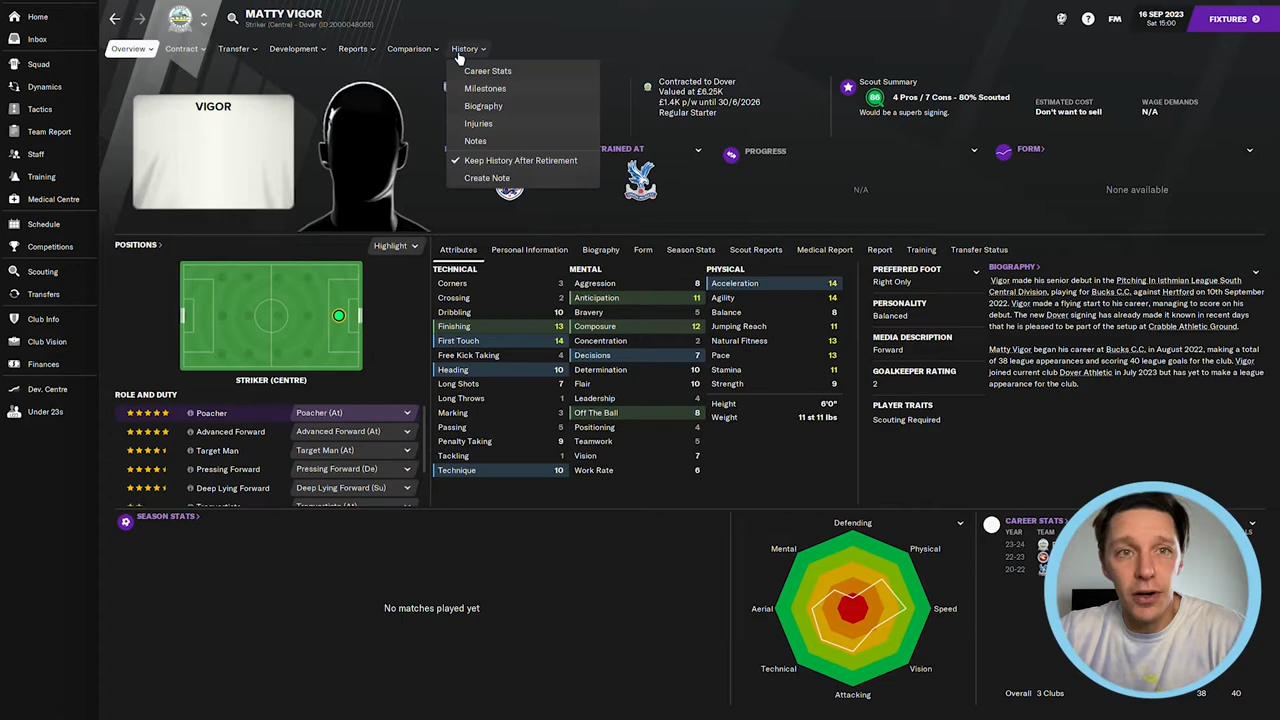 Home
Inbox
Squad
Dynamics
Tactics
Team Report
Staff
Training
Medical Centre
Schedule
Competitions
Scouting
Transfers
Club Info
Club Vision
Finances
Dev. Centre
Under 23s
MATTY VIGOR
Striker (Centre) - Dover (ID:2000048055)
FM
16 SEP 2023
Sat 15:00
FIXTURES
Overview
Contract
Transfer
Development
Reports
Comparison
History
Career Stats
Milestones
Biography
Injuries
Notes
Keep History After Retirement
Create Note
VIGOR
Contracted to Dover
Valued at £6.25K
£1.4K p/w until 30/6/2026
Regular Starter
Scout Summary
86
4 Pros / 7 Cons - 80% Scouted
Would be a superb signing.
ESTIMATED COST
Don't want to sell
WAGE DEMANDS
N/A
TRAINED AT
PROGRESS
N/A
FORM
None available
POSITIONS
Highlight
STRIKER (CENTRE)
ROLE AND DUTY
Poacher
Poacher (At)
Advanced Forward
Advanced Forward (At)
Target Man
Target Man (At)
Pressing Forward
Pressing Forward (De)
Deep Lying Forward
Deep Lying Forward (Su)
Attributes
Personal Information
Biography
Form
Season Stats
Scout Reports
Medical Report
Report
Training
Transfer Status
TECHNICAL
Corners 3
Crossing 2
Dribbling 10
Finishing 13
First Touch 14
Free Kick Taking 4
Heading 10
Long Shots 7
Long Throws 1
Marking 3
Passing 5
Penalty Taking 9
Tackling 1
Technique 10
MENTAL
Aggression 8
Anticipation 11
Bravery 5
Composure 12
Concentration 2
Decisions 7
Determination 10
Flair 10
Leadership 4
Off The Ball 8
Positioning 4
Teamwork 5
Vision 7
Work Rate 6
PHYSICAL
Acceleration 14
Agility 14
Balance 8
Jumping Reach 11
Natural Fitness 13
Pace 13
Stamina 11
Strength 9
Height 6'0"
Weight 11 st 11 lbs
PREFERRED FOOT
Right Only
PERSONALITY
Balanced
MEDIA DESCRIPTION
Forward
GOALKEEPER RATING
2
PLAYER TRAITS
Scouting Required
BIOGRAPHY
Vigor made his senior debut in the Pitching In Isthmian League South
Central Division, playing for Bucks C.C. against Hertford on 10th September
2022. Vigor made a flying start to his career, managing to score on his
debut. The new Dover signing has already made it known in recent days
that he is pleased to be part of the setup at Crabble Athletic Ground.
Matty Vigor began his career at Bucks C.C. in August 2022, making a total
of 38 league appearances and scoring 40 league goals for the club. Vigor
joined current club Dover Athletic in July 2023 but has yet to make a league
appearance for the club.
SEASON STATS
No matches played yet
Defending
Physical
Speed
Vision
Attacking
Technical
Aerial
Mental
CAREER STATS
YEAR TEAM
23-24
22-23
20-22
Overall 3 Clubs 38 40